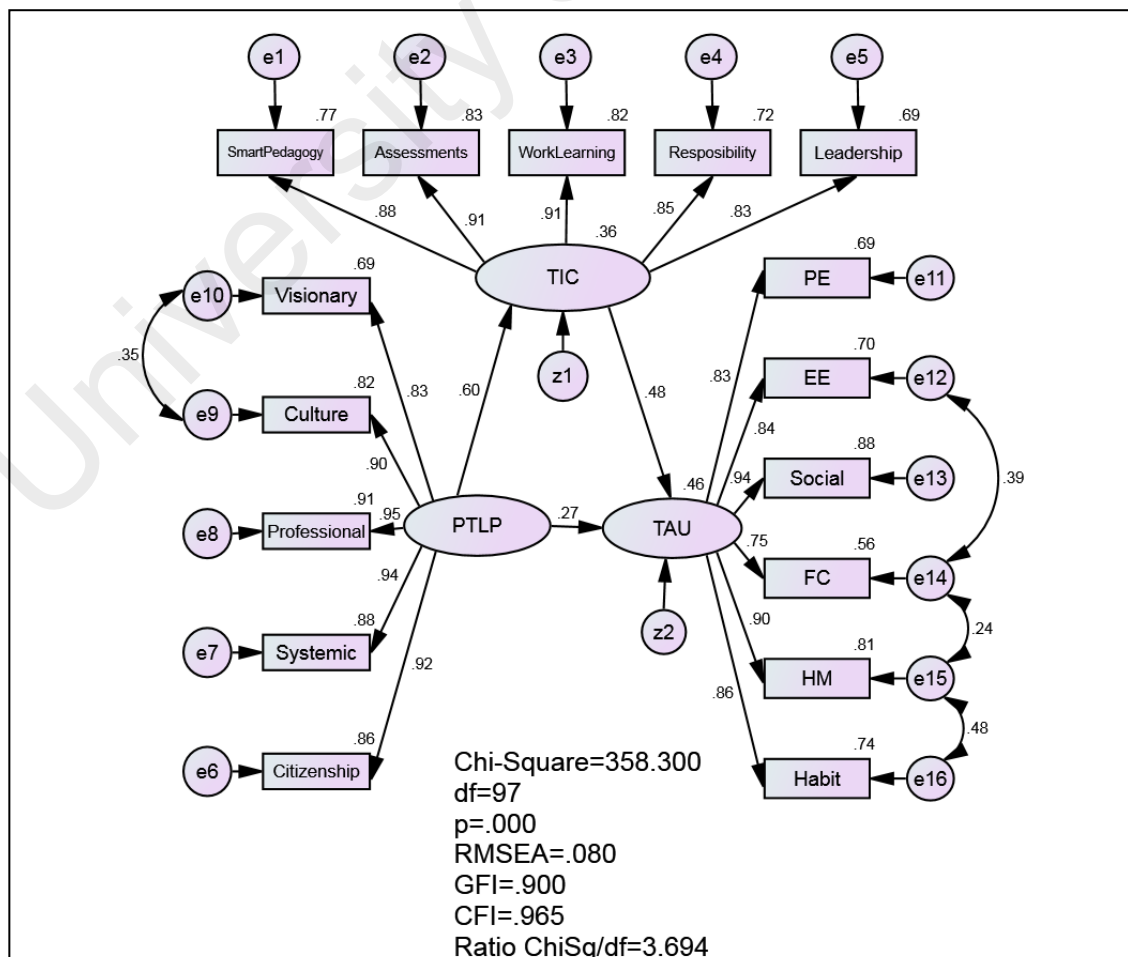 University
e1 e2 e3 e4 e5
.77 .83 .82 .72 .69
SmartPedagogy Assessments WorkLearning Resposibility Leadership
.88 .91 .91 .85 .83
.36
TIC
.69
PE
e11
.69
e10
Visionary
z1
.70
EE
e12
.35
.83
.60
.48
.83
.82
e9
Culture
.84
.88
.90
.94
Social
e13
.39
.91
.46
e8
Professional
.95
PTLP
.27
TAU
.75
.56
FC
e14
.94
.90
.24
.88
z2
.81
e7
Systemic
.92
HM
e15
.86
.48
.86
.74
e6
Citizenship
Habit
e16
Chi-Square=358.300
df=97
p=.000
RMSEA=.080
GFI=.900
CFI=.965
Ratio ChiSq/df=3.694